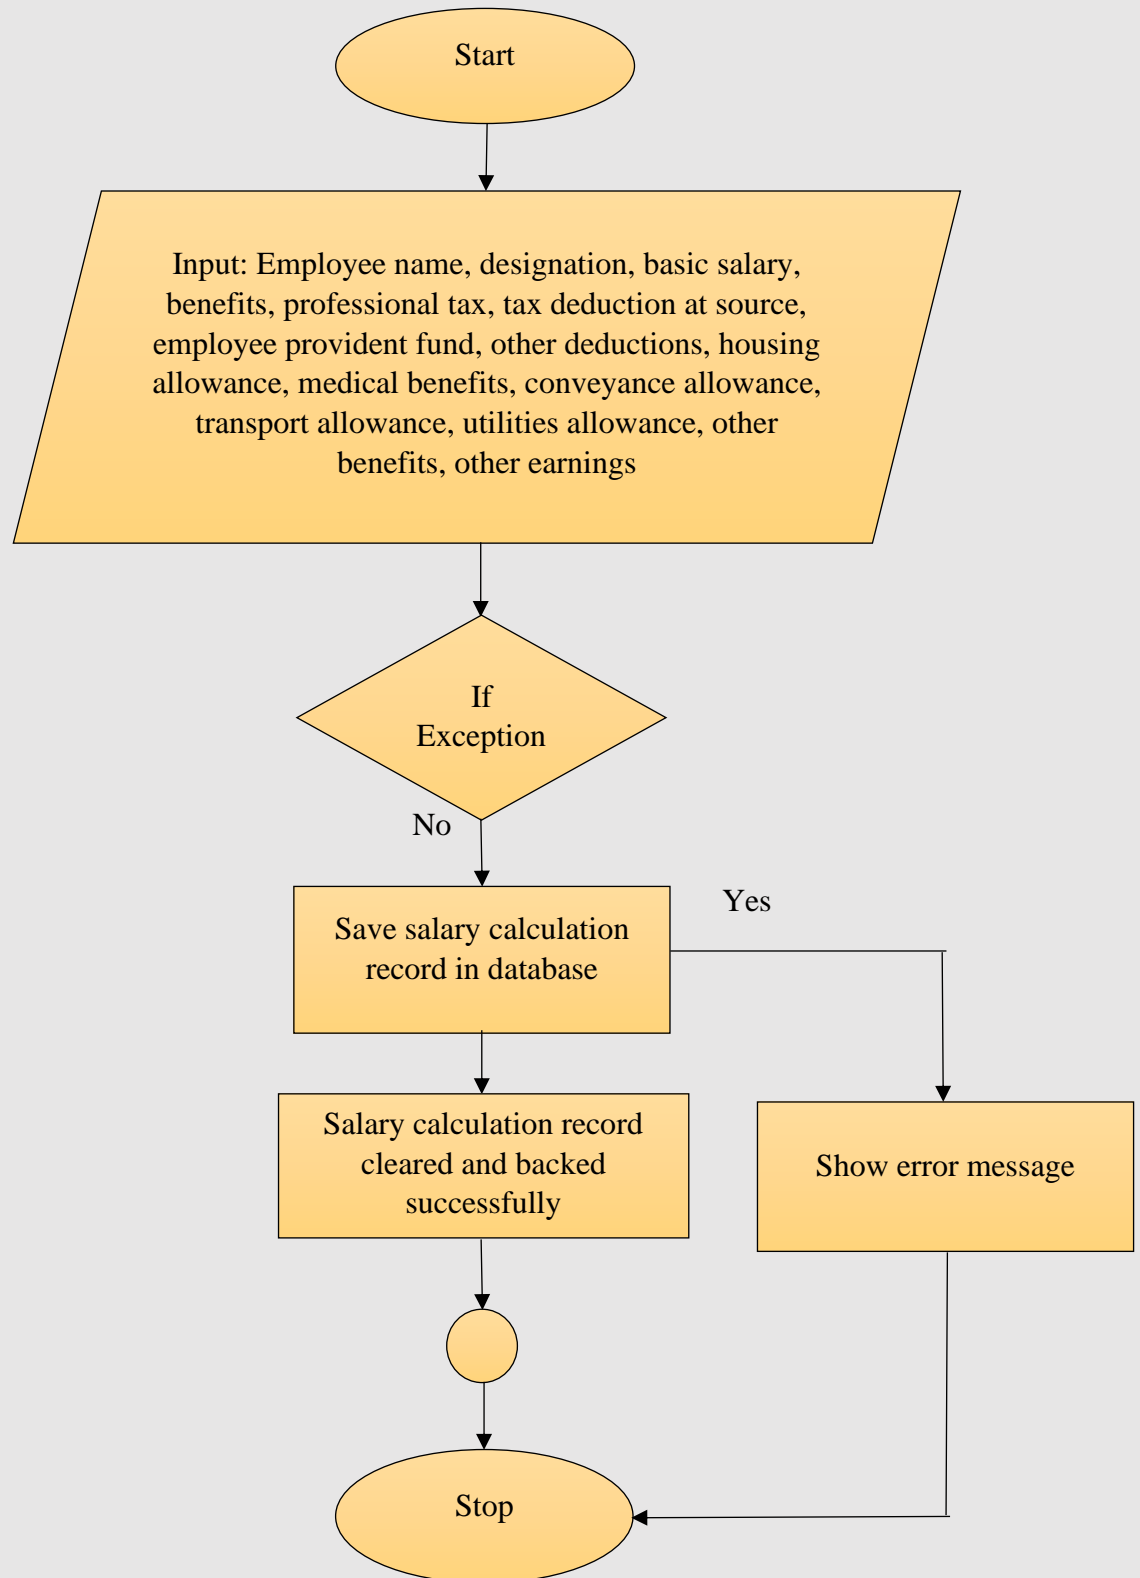 Start
Input: Employee name, designation, basic salary,
benefits, professional tax, tax deduction at source,
employee provident fund, other deductions, housing
allowance, medical benefits, conveyance allowance,
transport allowance, utilities allowance, other
benefits, other earnings
If
Exception
No
Yes
Save salary calculation
record in database
Salary calculation record
cleared and backed
successfully
Show error message
Stop